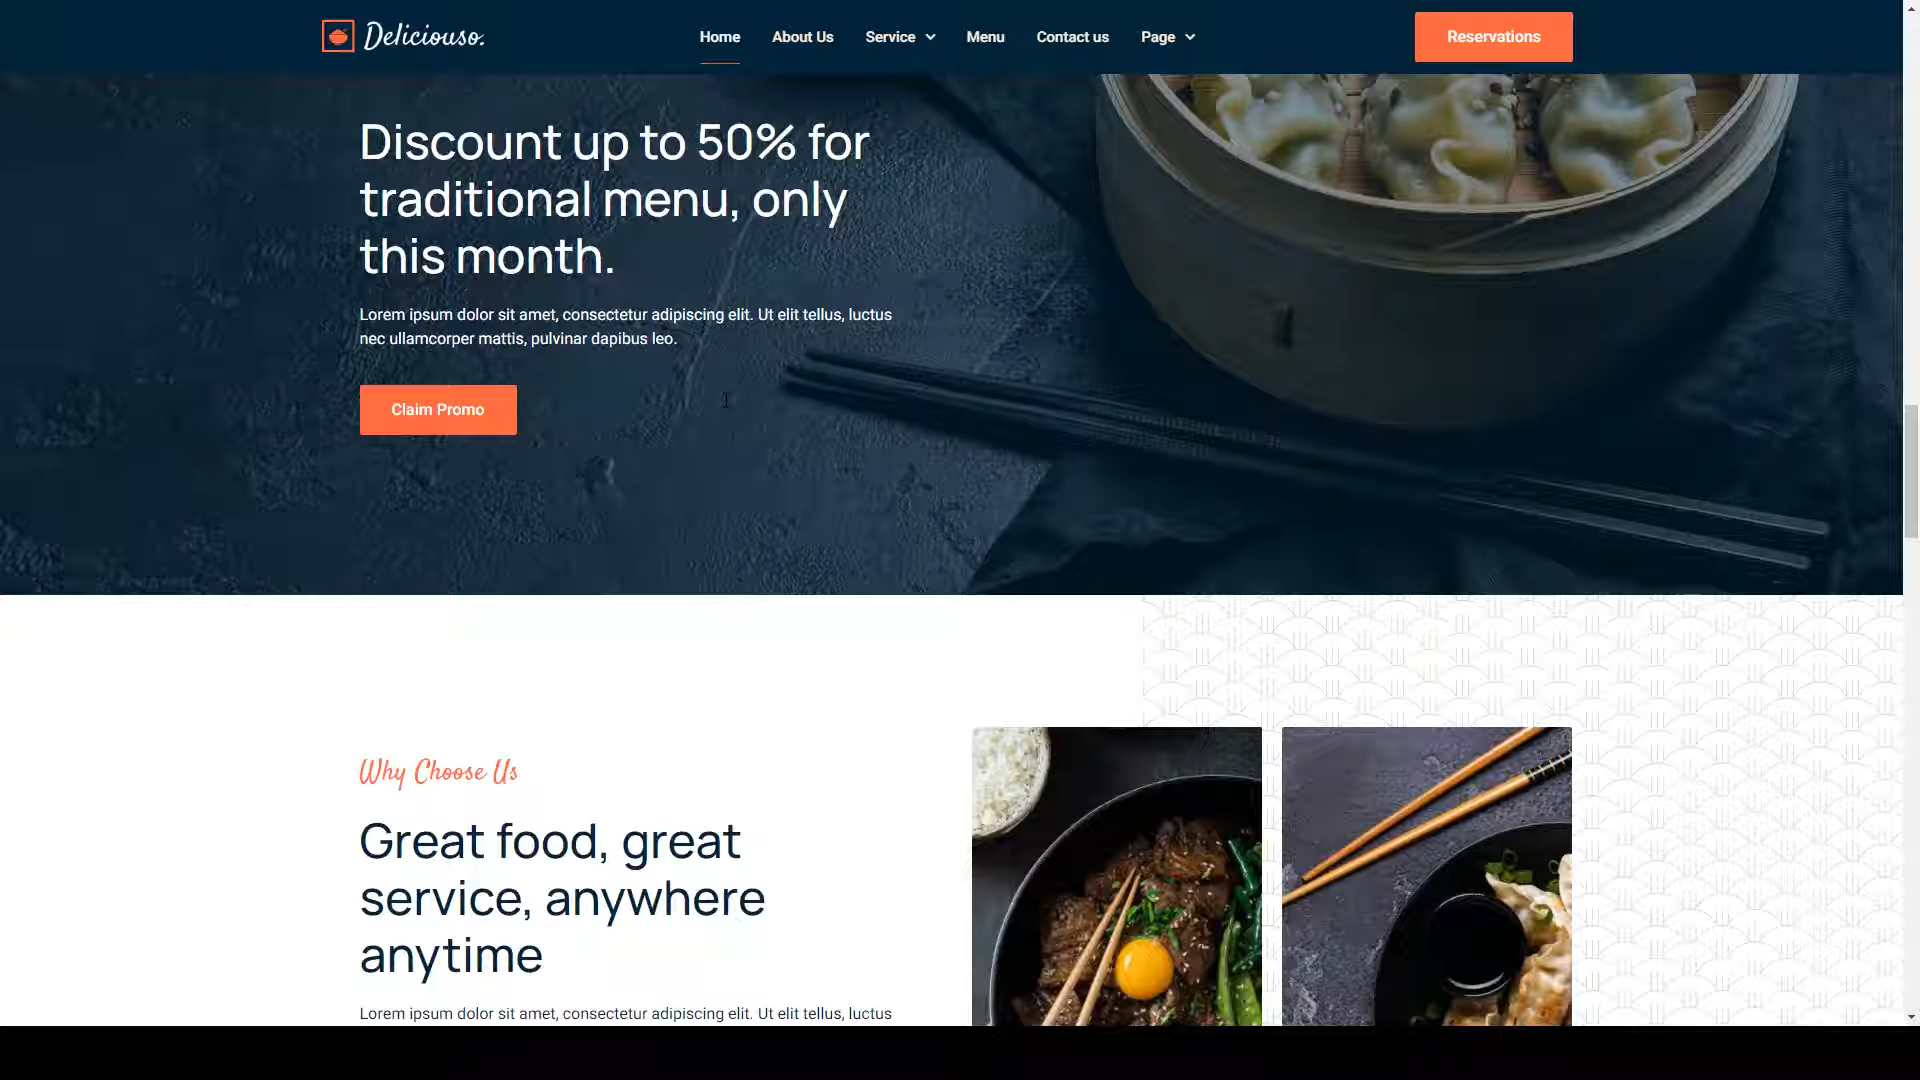 Deliciouso.
Home
About Us
Service
Menu
Contact us
Page
Reservations
Discount up to 50% for
traditional menu, only
this month.
Lorem ipsum dolor sit amet, consectetur adipiscing elit. Ut elit tellus, luctus
nec ullamcorper mattis, pulvinar dapibus leo.
Claim Promo
Why Choose Us
Great food, great
service, anywhere
anytime
Lorem ipsum dolor sit amet, consectetur adipiscing elit. Ut elit tellus, luctus